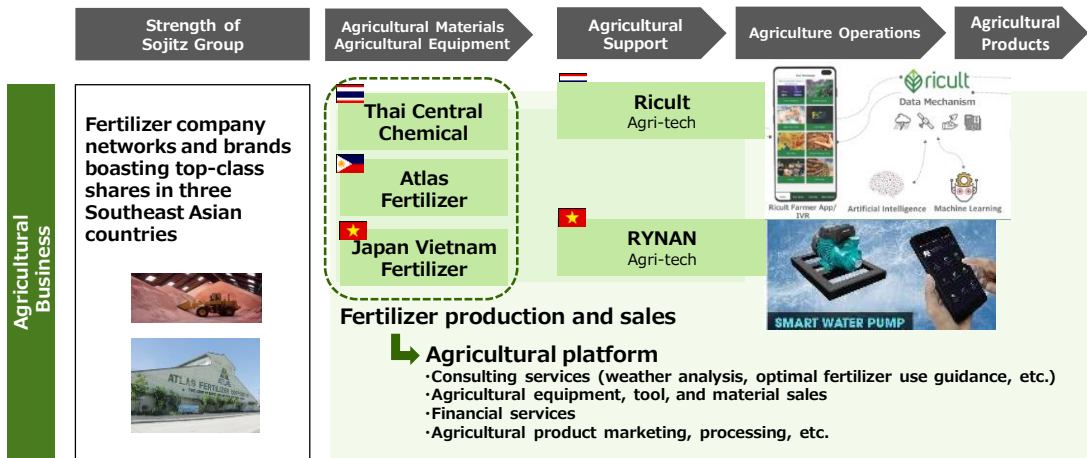 Strength of
Sojitz Group
Agricultural Materials
Agricultural Equipment
Agricultural
Support
Agriculture Operations
Agricultural
Products
Agricultural
Business
Fertilizer company
networks and brands
boasting top-class
shares in three
Southeast Asian
countries
ATLAS FERTILIZER
Thai Central
Chemical
Atlas
Fertilizer
Japan Vietnam
Fertilizer
Ricult
Agri-tech
RYNAN
Agri-tech
ricult
Data Mechanism
Ricult Farmer App/
IVR
Artificial Intelligence
Machine Learning
SMART WATER PUMP
Fertilizer production and sales
Agricultural platform
・Consulting services (weather analysis, optimal fertilizer use guidance, etc.)
・Agricultural equipment, tool, and material sales
・Financial services
・Agricultural product marketing, processing, etc.